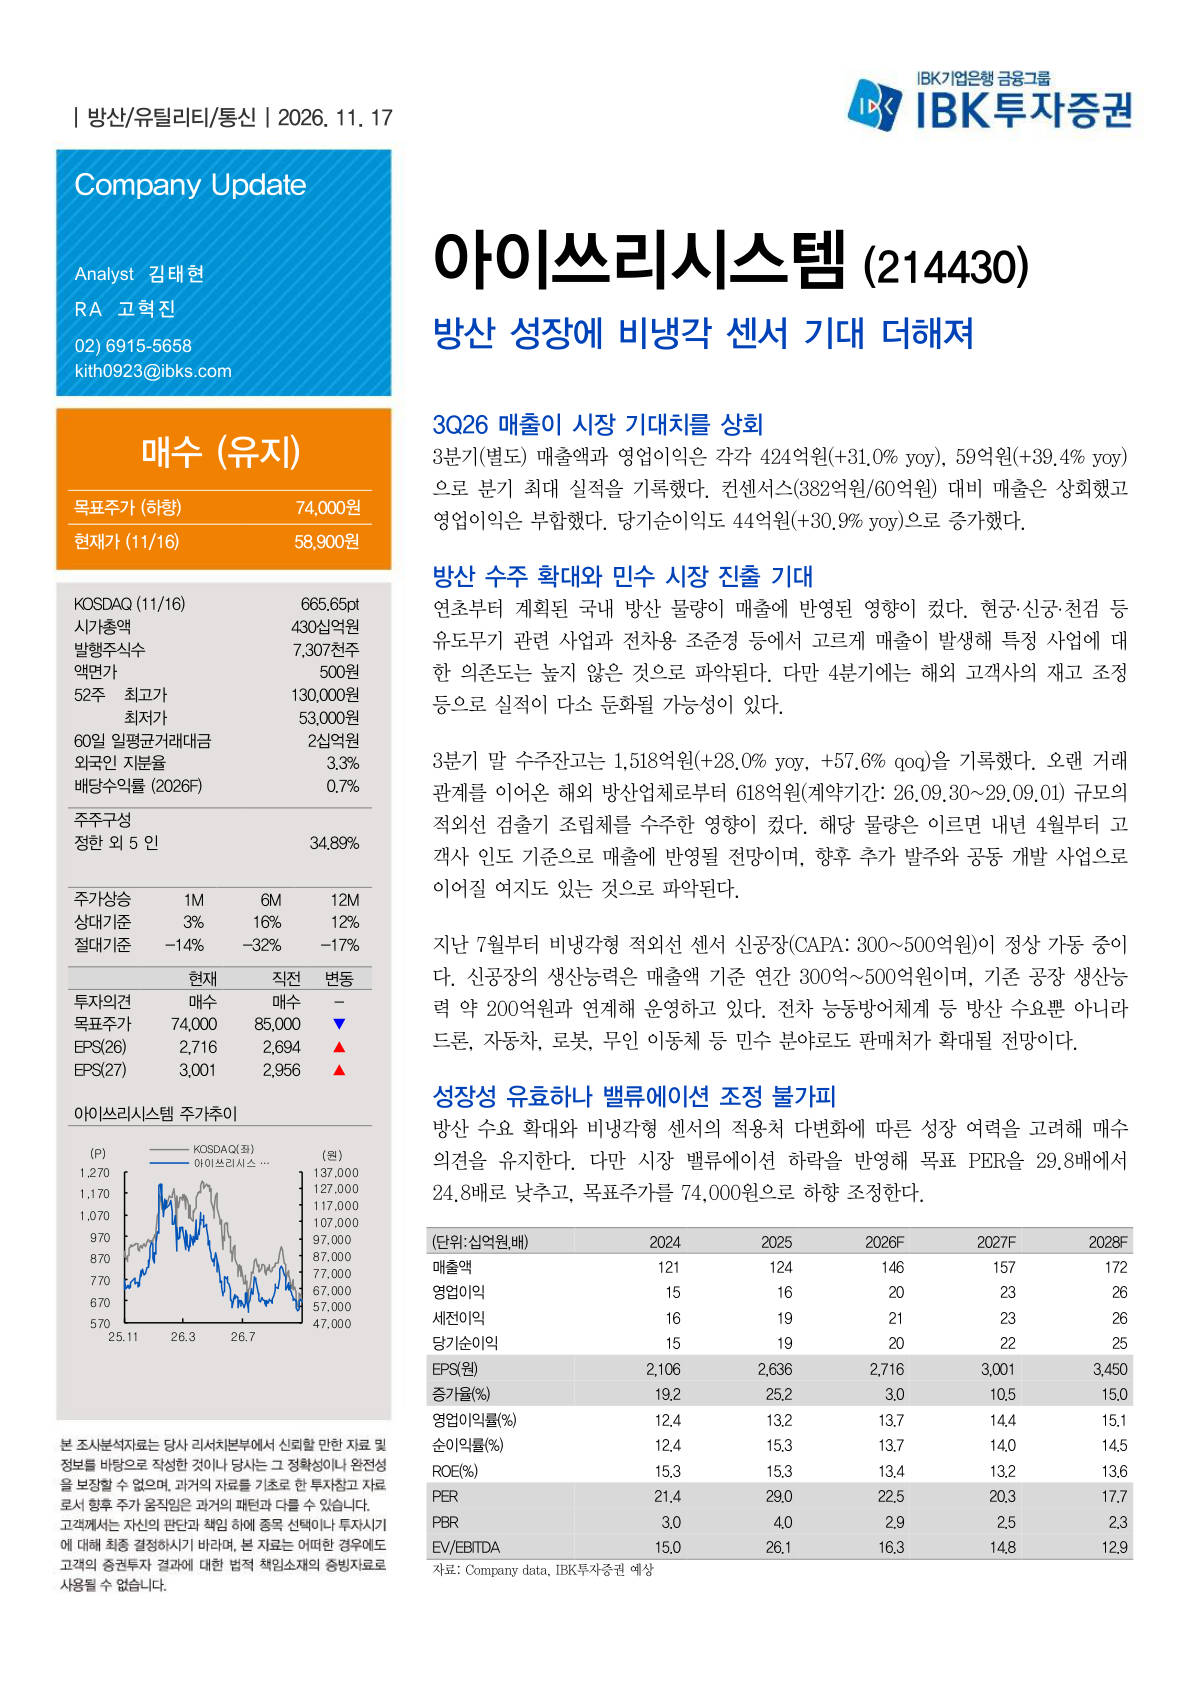 | 방산/유틸리티/통신 | 2026. 11. 17
IBK기업은행 금융그룹
IBK투자증권
Company Update
Analyst 김태현
RA 고혁진
02) 6915-5658
kith0923@ibks.com
매수 (유지)
목표주가 (하향) 74,000원
현재가 (11/16) 58,900원
KOSDAQ (11/16) 665.65pt
시가총액 430십억원
발행주식수 7,307천주
액면가 500원
52주 최고가 130,000원
최저가 53,000원
60일 일평균거래대금 2십억원
외국인 지분율 3.3%
배당수익률 (2026F) 0.7%
주주구성
정한 외 5 인 34.89%
주가상승 1M 6M 12M
상대기준 3% 16% 12%
절대기준 -14% -32% -17%
현재 직전 변동
투자의견 매수 매수 -
목표주가 74,000 85,000 ▼
EPS(26) 2,716 2,694 ▲
EPS(27) 3,001 2,956 ▲
아이쓰리시스템 주가추이
(P) KOSDAQ(좌) (원)
아이쓰리시스 …
1,270 137,000
1,170 127,000
117,000
1,070 107,000
970 97,000
870 87,000
770 77,000
67,000
670 57,000
570 47,000
25.11 26.3 26.7
본 조사분석자료는 당사 리서치본부에서 신뢰할 만한 자료 및
정보를 바탕으로 작성한 것이나 당사는 그 정확성이나 완전성
을 보장할 수 없으며, 과거의 자료를 기초로 한 투자참고 자료
로서 향후 주가 움직임은 과거의 패턴과 다를 수 있습니다.
고객께서는 자신의 판단과 책임 하에 종목 선택이나 투자시기
에 대해 최종 결정하시기 바라며, 본 자료는 어떠한 경우에도
고객의 증권투자 결과에 대한 법적 책임소재의 증빙자료로
사용될 수 없습니다.
아이쓰리시스템 (214430)
방산 성장에 비냉각 센서 기대 더해져
3Q26 매출이 시장 기대치를 상회
3분기(별도) 매출액과 영업이익은 각각 424억원(+31.0% yoy), 59억원(+39.4% yoy)
으로 분기 최대 실적을 기록했다. 컨센서스(382억원/60억원) 대비 매출은 상회했고
영업이익은 부합했다. 당기순이익도 44억원(+30.9% yoy)으로 증가했다.
방산 수주 확대와 민수 시장 진출 기대
연초부터 계획된 국내 방산 물량이 매출에 반영된 영향이 컸다. 현궁·신궁·천검 등
유도무기 관련 사업과 전차용 조준경 등에서 고르게 매출이 발생해 특정 사업에 대
한 의존도는 높지 않은 것으로 파악된다. 다만 4분기에는 해외 고객사의 재고 조정
등으로 실적이 다소 둔화될 가능성이 있다.
3분기 말 수주잔고는 1,518억원(+28.0% yoy, +57.6% qoq)을 기록했다. 오랜 거래
관계를 이어온 해외 방산업체로부터 618억원(계약기간: 26.09.30~29.09.01) 규모의
적외선 검출기 조립체를 수주한 영향이 컸다. 해당 물량은 이르면 내년 4월부터 고
객사 인도 기준으로 매출에 반영될 전망이며, 향후 추가 발주와 공동 개발 사업으로
이어질 여지도 있는 것으로 파악된다.
지난 7월부터 비냉각형 적외선 센서 신공장(CAPA: 300~500억원)이 정상 가동 중이
다. 신공장의 생산능력은 매출액 기준 연간 300억~500억원이며, 기존 공장 생산능
력 약 200억원과 연계해 운영하고 있다. 전차 능동방어체계 등 방산 수요뿐 아니라
드론, 자동차, 로봇, 무인 이동체 등 민수 분야로도 판매처가 확대될 전망이다.
성장성 유효하나 밸류에이션 조정 불가피
방산 수요 확대와 비냉각형 센서의 적용처 다변화에 따른 성장 여력을 고려해 매수
의견을 유지한다. 다만 시장 밸류에이션 하락을 반영해 목표 PER을 29.8배에서
24.8배로 낮추고, 목표주가를 74,000원으로 하향 조정한다.
(단위:십억원,배) 2024 2025 2026F 2027F 2028F
매출액 121 124 146 157 172
영업이익 15 16 20 23 26
세전이익 16 19 21 23 26
당기순이익 15 19 20 22 25
EPS(원) 2,106 2,636 2,716 3,001 3,450
증가율(%) 19.2 25.2 3.0 10.5 15.0
영업이익률(%) 12.4 13.2 13.7 14.4 15.1
순이익률(%) 12.4 15.3 13.7 14.0 14.5
ROE(%) 15.3 15.3 13.4 13.2 13.6
PER 21.4 29.0 22.5 20.3 17.7
PBR 3.0 4.0 2.9 2.5 2.3
EV/EBITDA 15.0 26.1 16.3 14.8 12.9
자료: Company data, IBK투자증권 예상